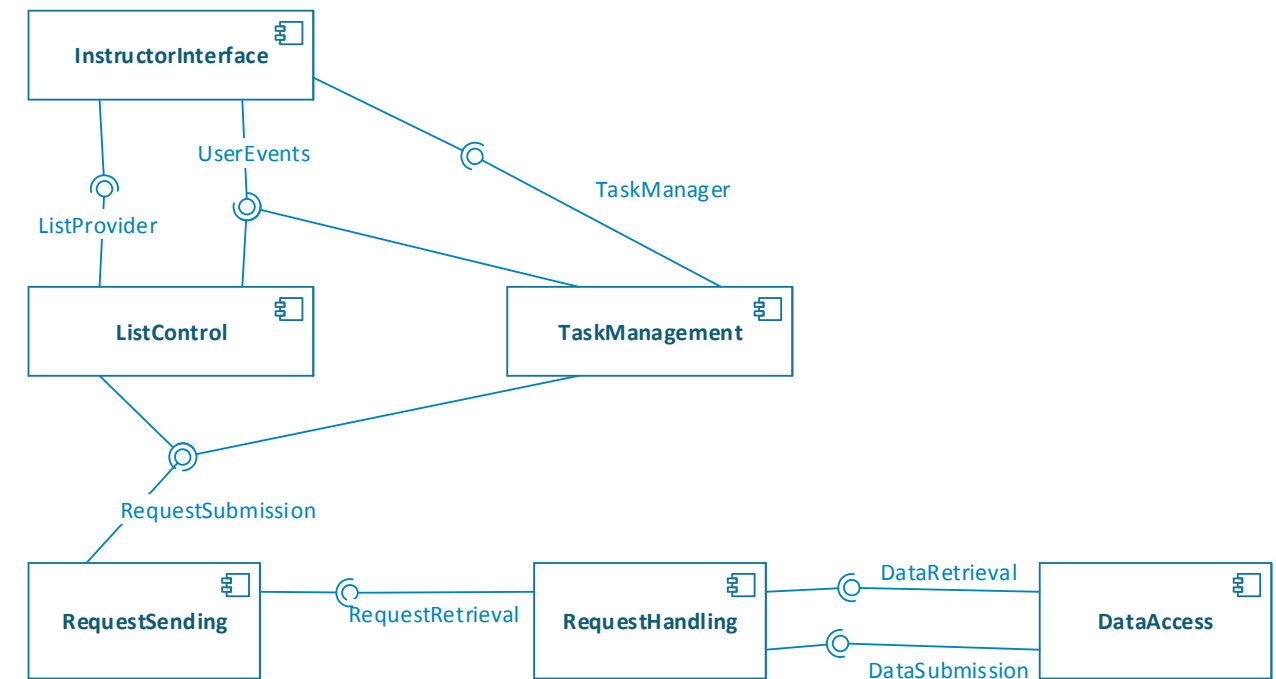 InstructorInterface
UserEvents
TaskManager
ListProvider
ListControl
TaskManagement
RequestSubmission
RequestSending
RequestRetrieval
RequestHandling
DataRetrieval
DataAccess
DataSubmission